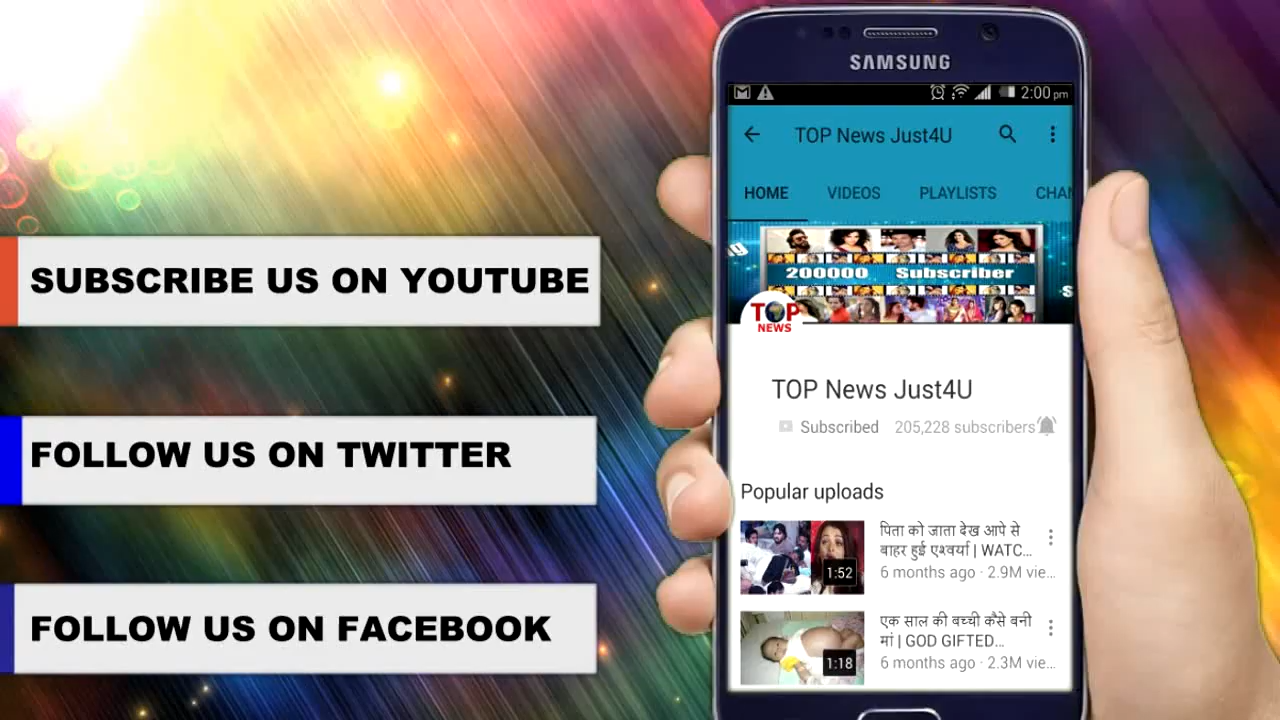 SUBSCRIBE US ON YOUTUBE
FOLLOW US ON TWITTER
FOLLOW US ON FACEBOOK
SAMSUNG
2:00 pm
TOP News Just4U
HOME VIDEOS PLAYLISTS CHAN
200000 Subscriber
TOP
NEWS
TOP News Just4U
Subscribed 205,228 subscribers
Popular uploads
पिता को जाता देख आपे से
बाहर हुई एश्वर्या | WATC...
6 months ago · 2.9M vie...
1:52
एक साल की बच्ची कैसे बनी
मां | GOD GIFTED...
6 months ago · 2.3M vie...
1:18